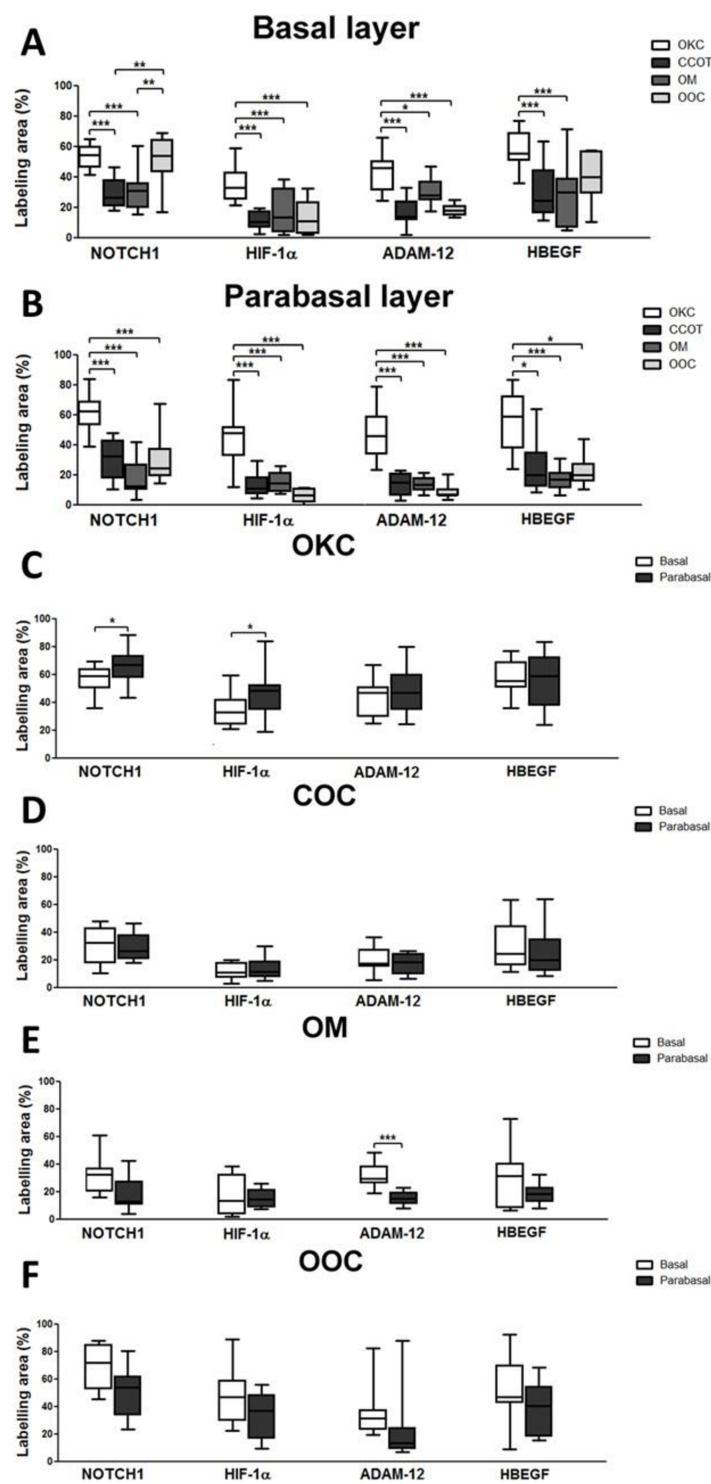 A
Basal layer
OKC
CCOT
OM
OOC
Labeling area (%)
100
80
60
40
20
0
***
***
**
**
***
***
***
***
*
***
***
***
NOTCH1
HIF-1α
ADAM-12
HBEGF
B
Parabasal layer
OKC
CCOT
OM
OOC
Labeling area (%)
100
80
60
40
20
0
***
***
***
***
***
***
***
***
***
*
***
*
NOTCH1
HIF-1α
ADAM-12
HBEGF
OKC
C
Basal
Parabasal
Labelling area (%)
100
80
60
40
20
0
*
*
NOTCH1
HIF-1α
ADAM-12
HBEGF
COC
D
Basal
Parabasal
Labelling area (%)
100
80
60
40
20
0
NOTCH1
HIF-1α
ADAM-12
HBEGF
OM
E
Basal
Parabasal
Labelling area (%)
100
80
60
40
20
0
***
NOTCH1
HIF-1α
ADAM-12
HBEGF
OOC
F
Basal
Parabasal
Labelling area (%)
100
80
60
40
20
0
NOTCH1
HIF-1α
ADAM-12
HBEGF